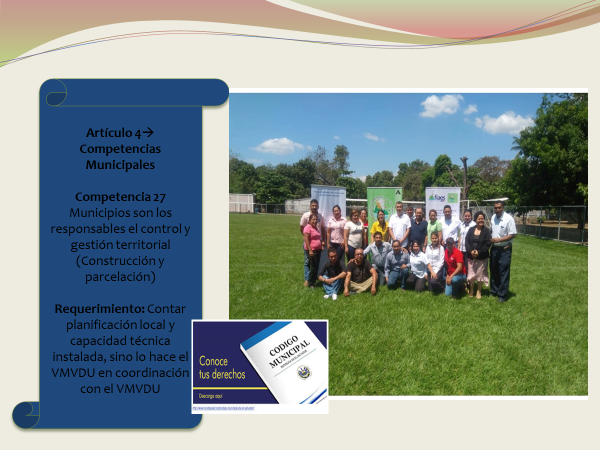 Artículo 4→
Competencias
Municipales
Competencia 27
Municipios son los
responsables el control y
gestión territorial
(Construcción y
parcelación)
Requerimiento: Contar
planificación local y
capacidad técnica
instalada, sino lo hace el
VMVDU en coordinación
con el VMVDU
Conoce
tus derechos
Descarga aquí
CODIGO
MUNICIPAL